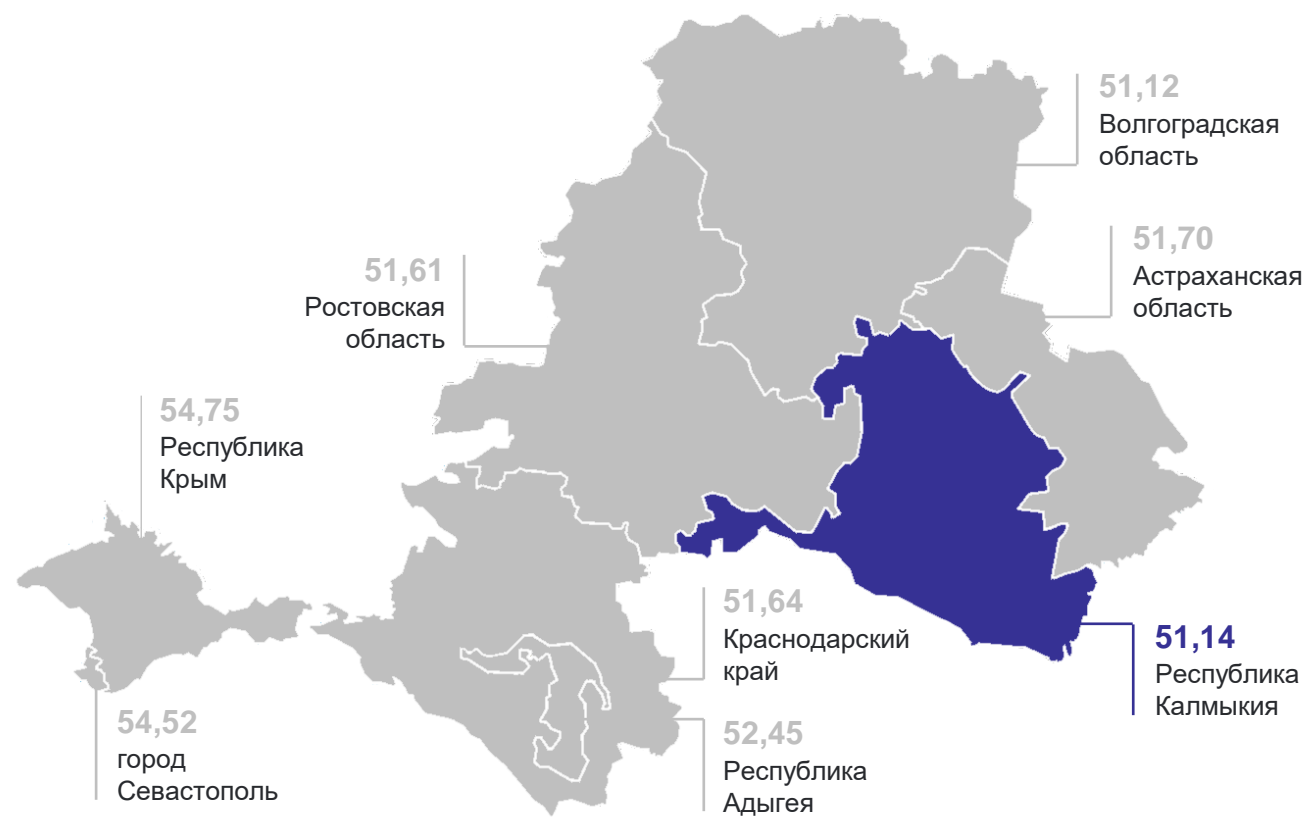 51,12
Волгоградская
область
51,70
Астраханская
область
51,61
Ростовская
область
54,75
Республика
Крым
51,64
Краснодарский
край
51,14
Республика
Калмыкия
54,52
город
Севастополь
52,45
Республика
Адыгея